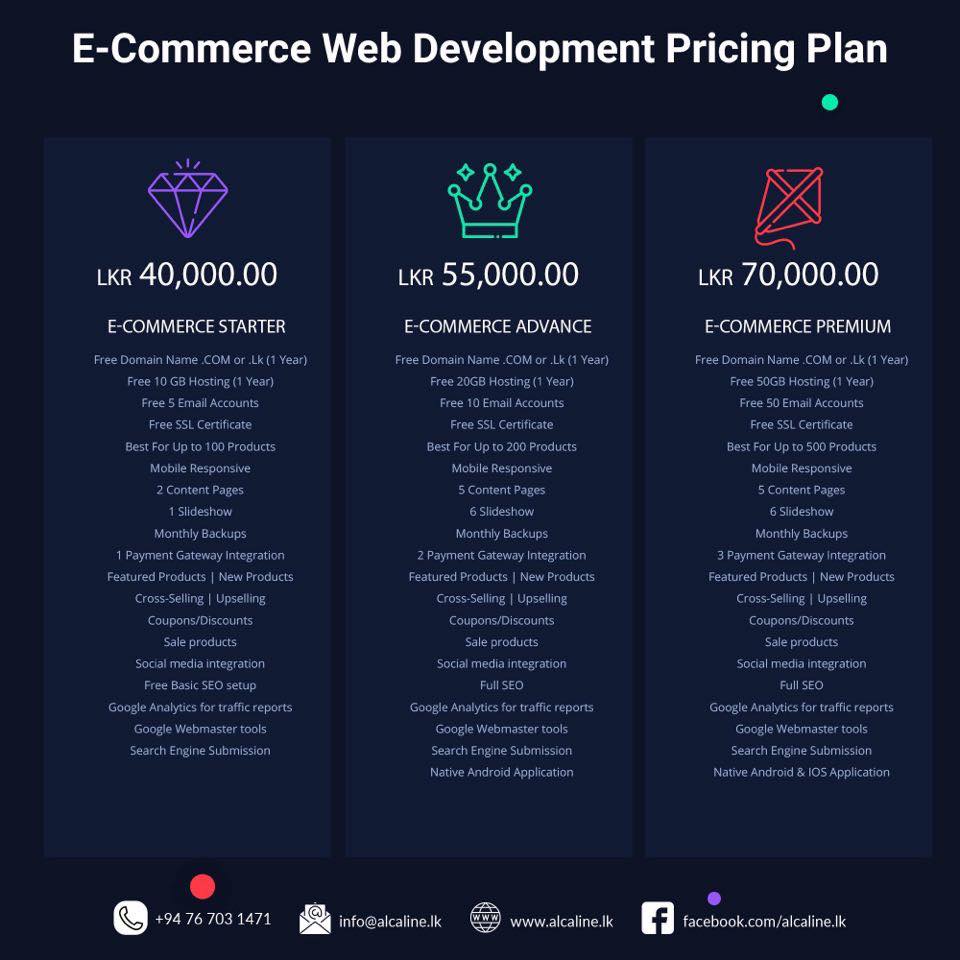 E-Commerce Web Development Pricing Plan
LKR 40,000.00
E-COMMERCE STARTER
Free Domain Name .COM or .Lk (1 Year)
Free 10 GB Hosting (1 Year)
Free 5 Email Accounts
Free SSL Certificate
Best For Up to 100 Products
Mobile Responsive
2 Content Pages
1 Slideshow
Monthly Backups
1 Payment Gateway Integration
Featured Products | New Products
Cross-Selling | Upselling
Coupons/Discounts
Sale products
Social media integration
Free Basic SEO setup
Google Analytics for traffic reports
Google Webmaster tools
Search Engine Submission
LKR 55,000.00
E-COMMERCE ADVANCE
Free Domain Name .COM or .Lk (1 Year)
Free 20GB Hosting (1 Year)
Free 10 Email Accounts
Free SSL Certificate
Best For Up to 200 Products
Mobile Responsive
5 Content Pages
6 Slideshow
Monthly Backups
2 Payment Gateway Integration
Featured Products | New Products
Cross-Selling | Upselling
Coupons/Discounts
Sale products
Social media integration
Full SEO
Google Analytics for traffic reports
Google Webmaster tools
Search Engine Submission
Native Android Application
LKR 70,000.00
E-COMMERCE PREMIUM
Free Domain Name .COM or .Lk (1 Year)
Free 50GB Hosting (1 Year)
Free 50 Email Accounts
Free SSL Certificate
Best For Up to 500 Products
Mobile Responsive
5 Content Pages
6 Slideshow
Monthly Backups
3 Payment Gateway Integration
Featured Products | New Products
Cross-Selling | Upselling
Coupons/Discounts
Sale products
Social media integration
Full SEO
Google Analytics for traffic reports
Google Webmaster tools
Search Engine Submission
Native Android & IOS Application
+94 76 703 1471
@
info@alcaline.lk
WWW
www.alcaline.lk
facebook.com/alcaline.lk